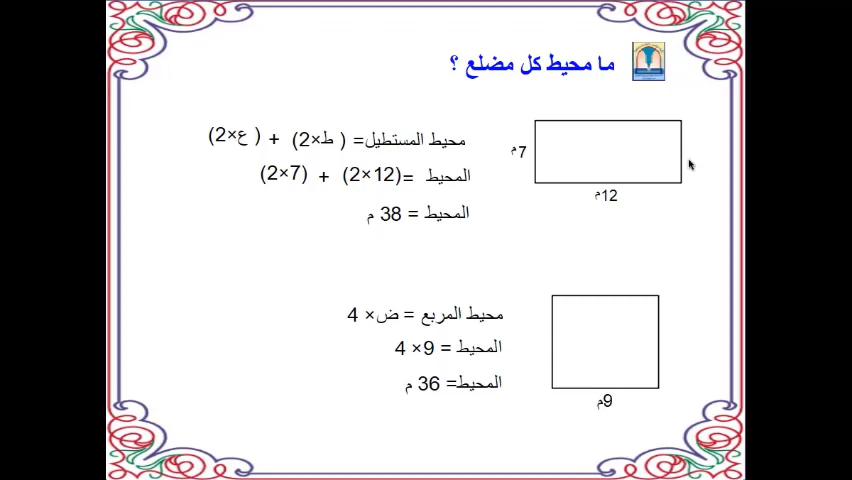 ما محيط كل مضلع ؟
محيط المستطيل= ( ط×2) + ( ع×2)
7م
المحيط =(12×2) + (7×2)
12م
المحيط = 38 م
محيط المربع = ض× 4
المحيط = 9× 4
المحيط= 36 م
9م